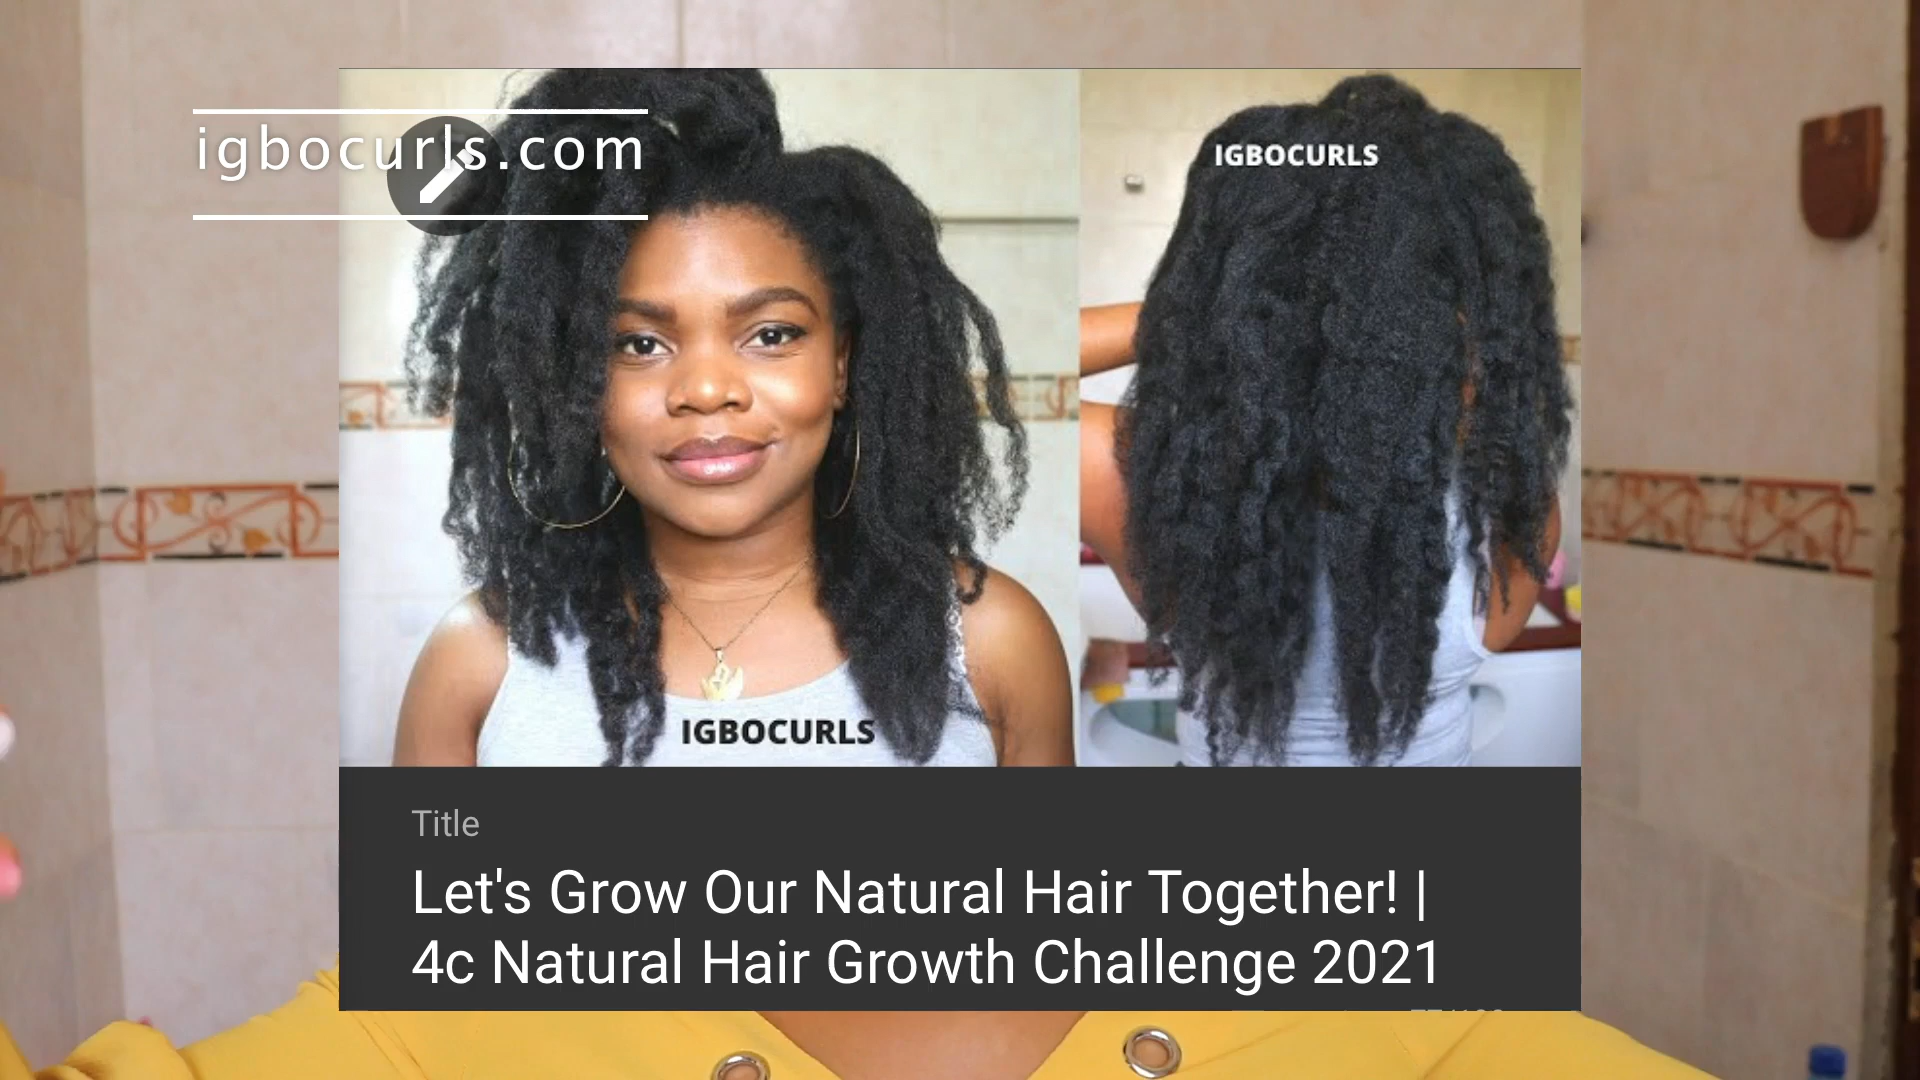 igbocurls.com
IGBOCURLS
IGBOCURLS
Title
Let's Grow Our Natural Hair Together! |
4c Natural Hair Growth Challenge 2021